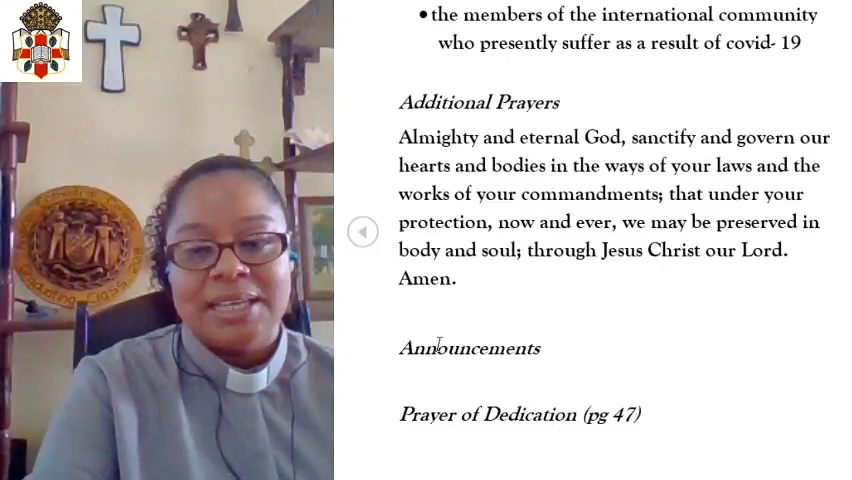 •the members of the international community
who presently suffer as a result of covid- 19
Additional Prayers
Almighty and eternal God, sanctify and govern our
hearts and bodies in the ways of your laws and the
works of your commandments; that under your
protection, now and ever, we may be preserved in
body and soul; through Jesus Christ our Lord.
Amen.
Announcements
Prayer of Dedication (pg 47)
Graduating Class